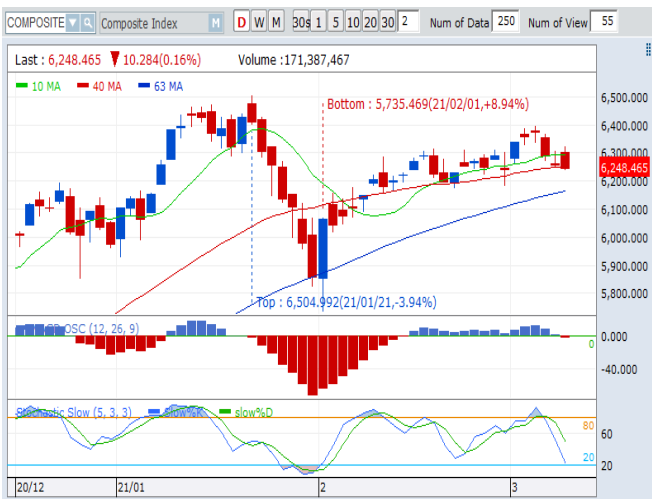 COMPOSITE Composite Index M D W M 30s 1 5 10 20 30 2 Num of Data 250 Num of View 55
Last : 6,248.465 ▼ 10.284(0.16%) Volume :171,387,467
10 MA 40 MA 63 MA
Bottom : 5,735.469(21/02/01,+8.94%)
6,500.000
6,400.000
6,300.000
6,248.465
6,200.000
6,100.000
6,000.000
5,900.000
5,800.000
Top : 6,504.992(21/01/21,-3.94%)
OSC (12, 26, 9)
0.000
0
-40.000
Stochastic Slow (5, 3, 3) slow%K slow%D
80
60
20
20
20/12 21/01 2 3